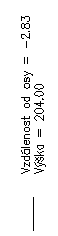 Vzdálenost od osy = -2.83
Výška = 204.00